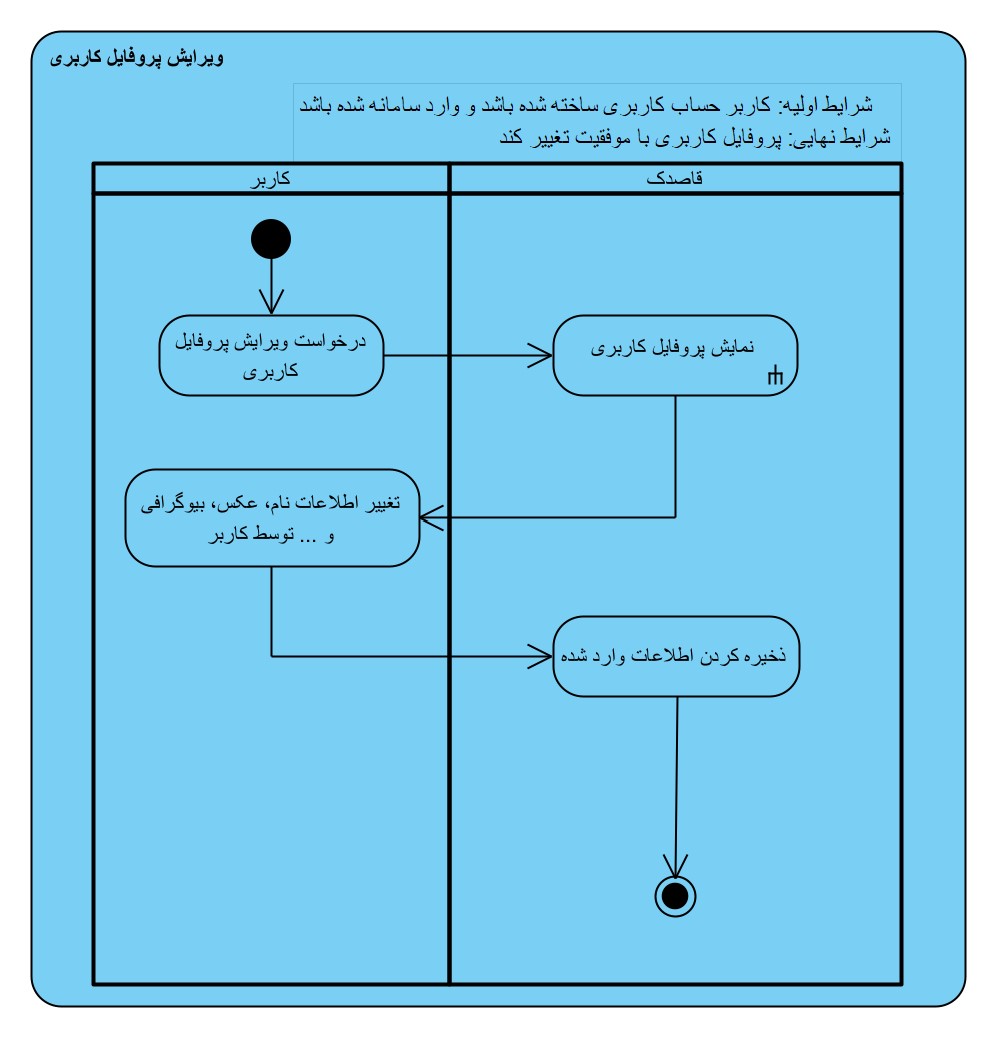 ویرایش پروفایل کاربری
شرایط اولیه: کاربر حساب کاربری ساخته شده باشد و وارد سامانه شده باشد
شرایط نهایی: پروفایل کاربری با موفقیت تغییر کند
کاربر
قاصدک
درخواست ویرایش پروفایل
کاربری
نمایش پروفایل کاربری
تغییر اطلاعات نام، عکس، بیوگرافی
و ... توسط کاربر
ذخیره کردن اطلاعات وارد شده